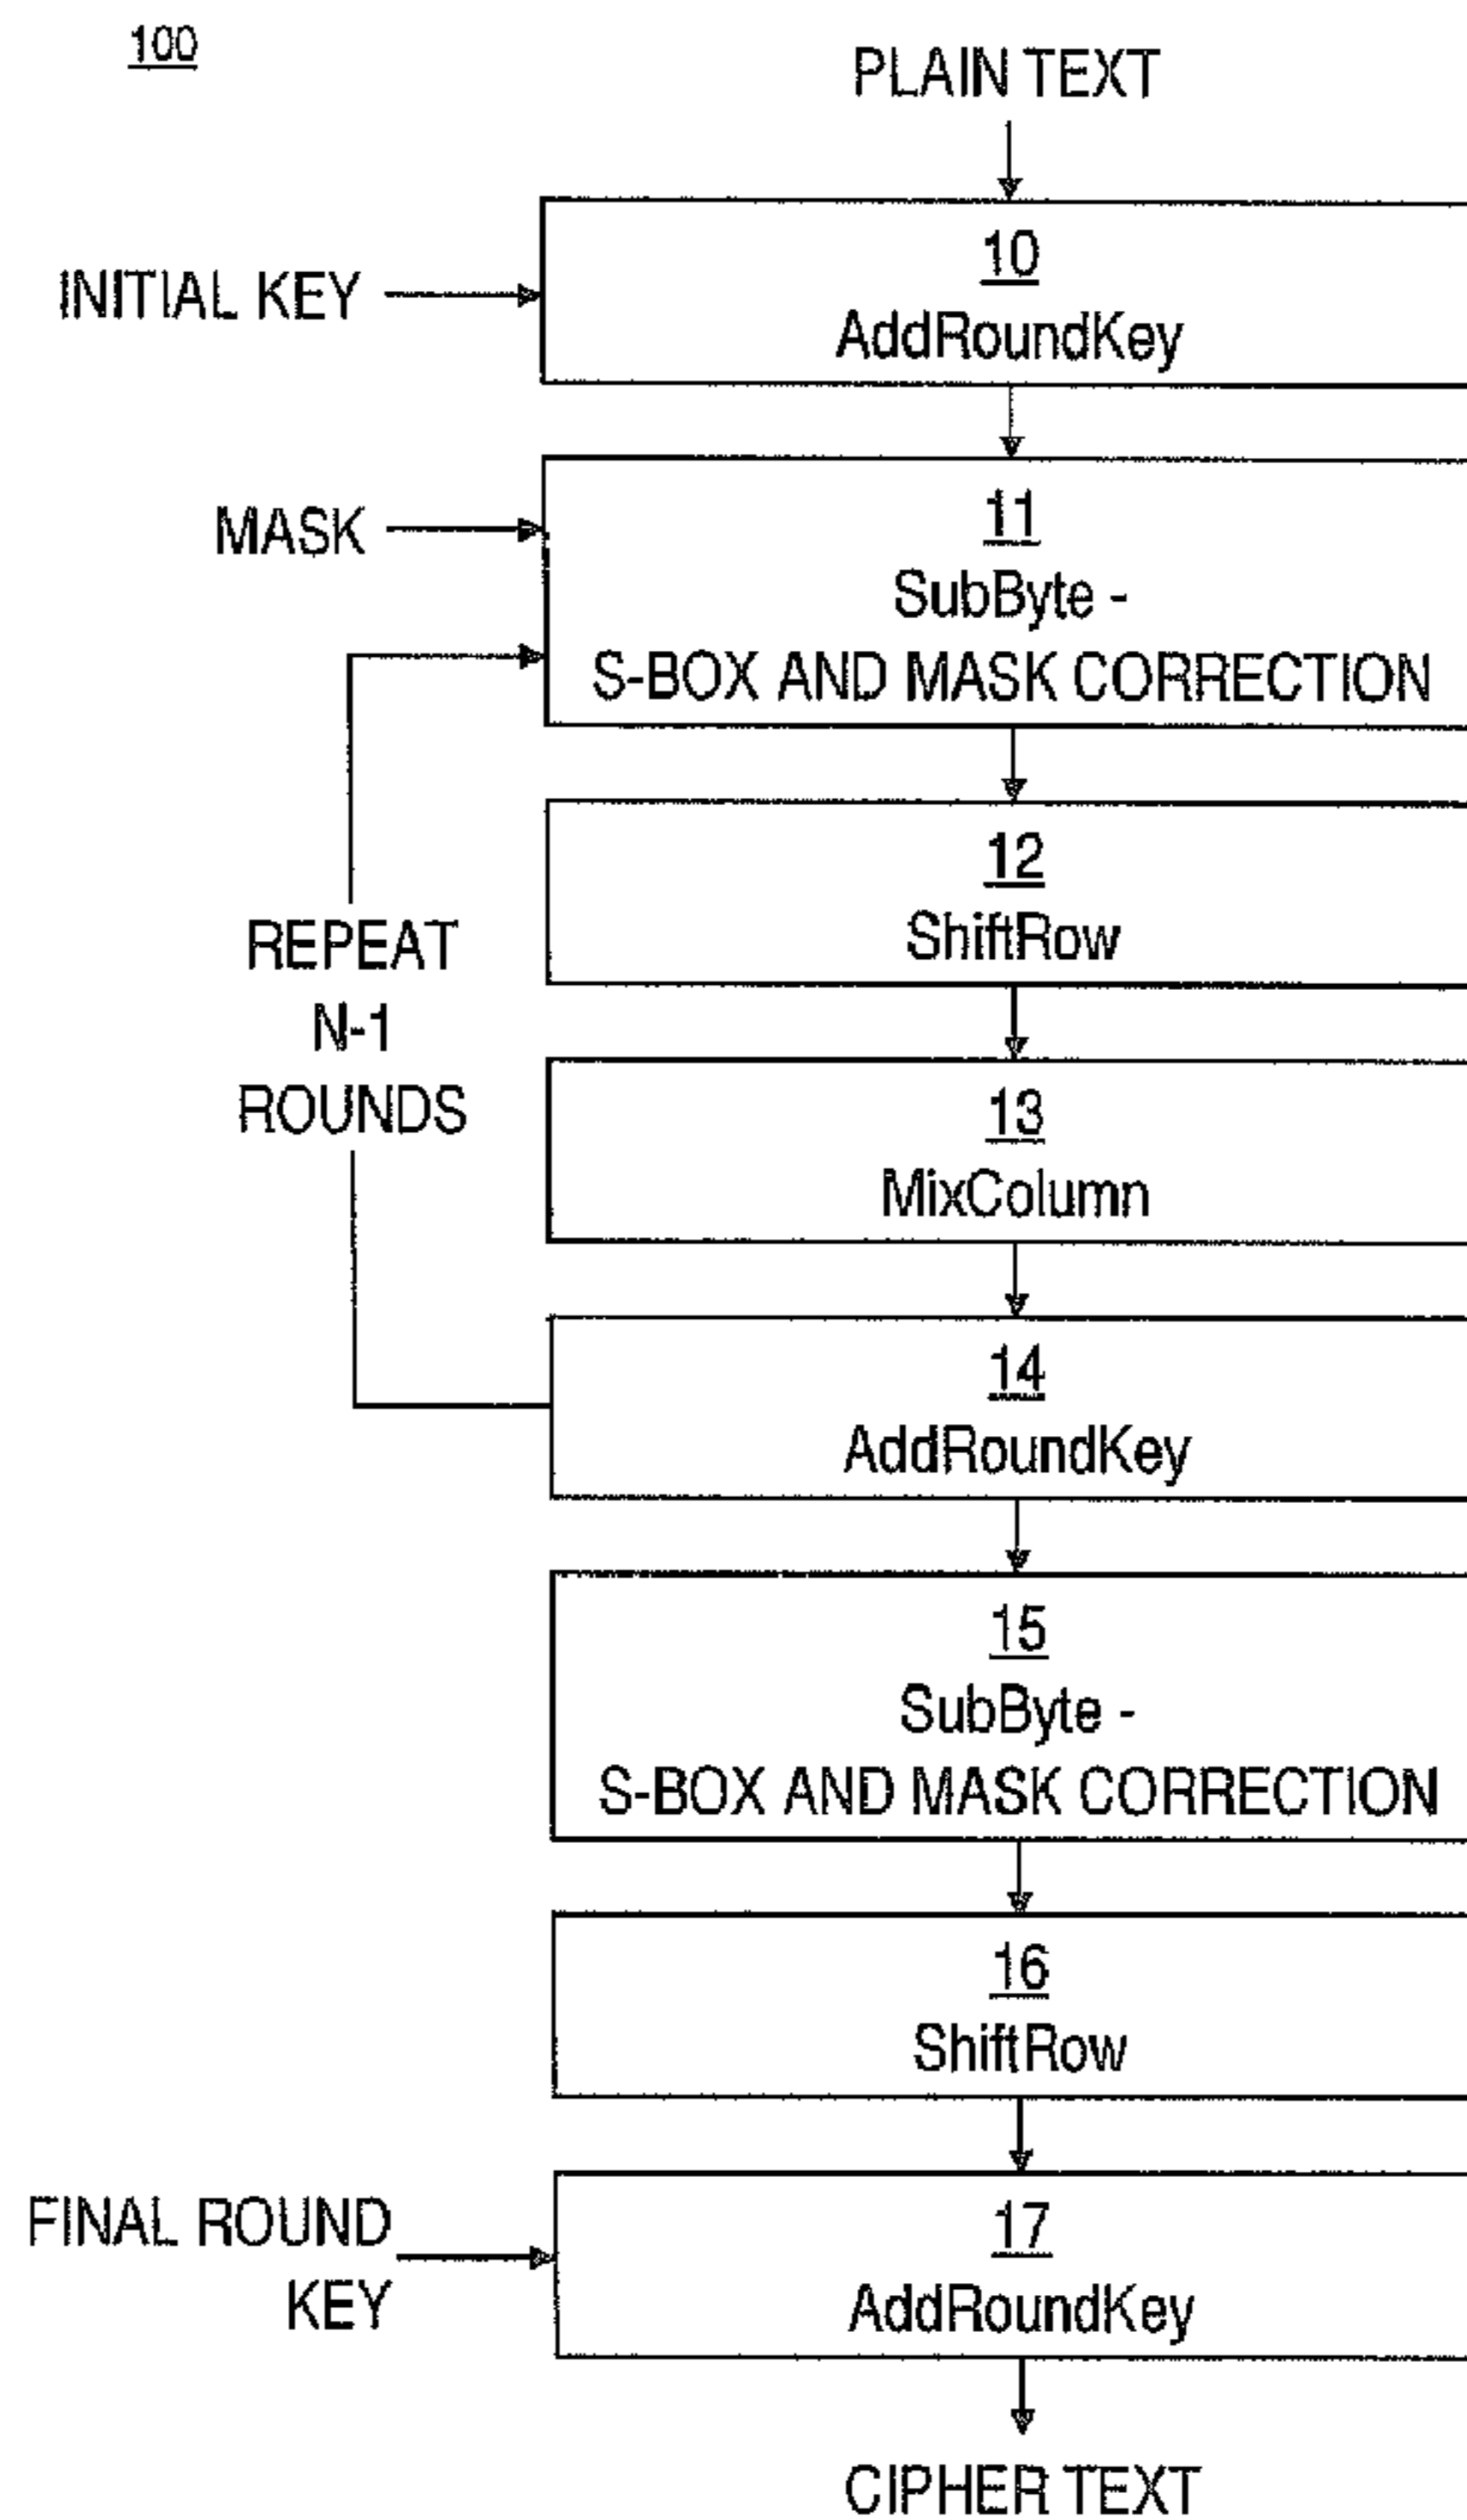 100
PLAIN TEXT
10
INITIAL KEY
AddRoundKey
MASK
11
SubByte -
S-BOX AND MASK CORRECTION
12
ShiftRow
REPEAT
N-1
ROUNDS
13
MixColumn
14
AddRoundKey
15
SubByte -
S-BOX AND MASK CORRECTION
16
ShiftRow
FINAL ROUND
KEY
17
AddRoundKey
CIPHER TEXT